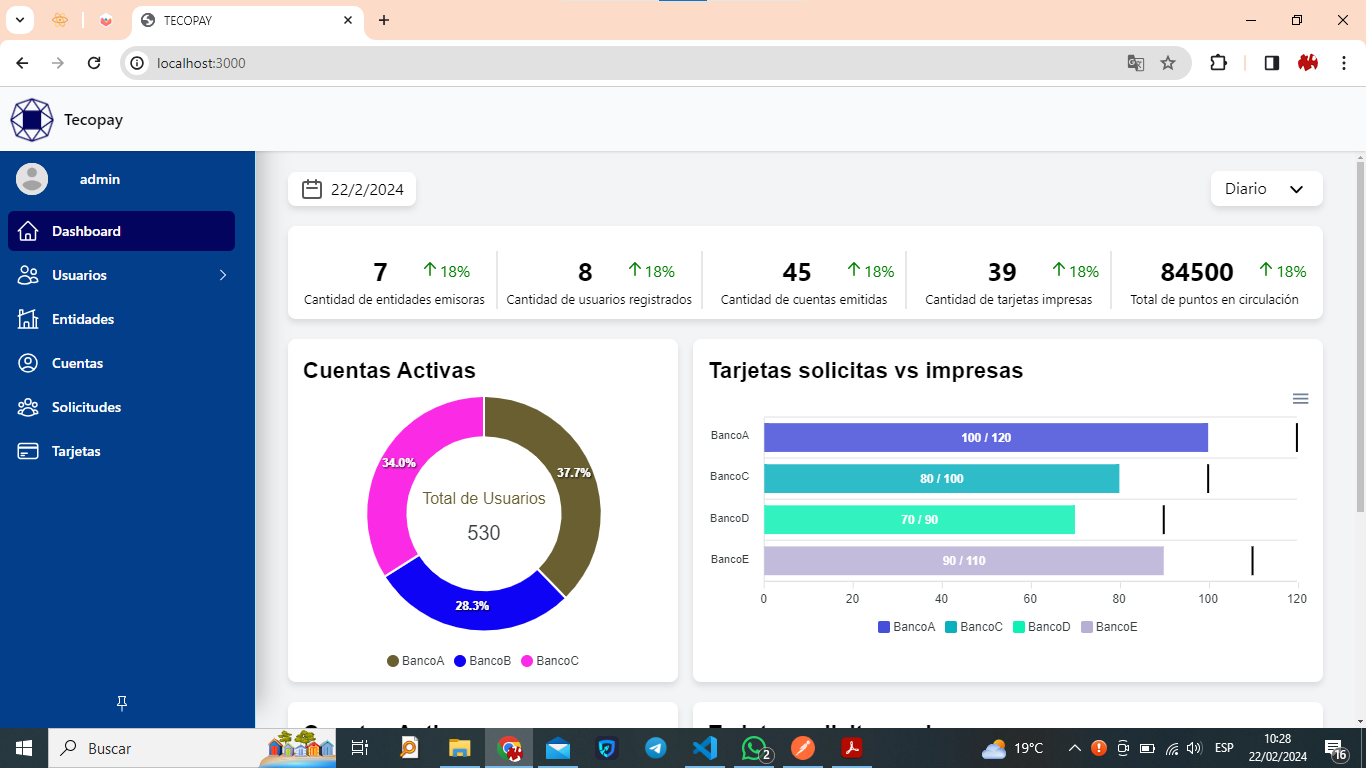 TECOPAY
localhost:3000
Tecopay
admin
Dashboard
Usuarios
Entidades
Cuentas
Solicitudes
Tarjetas
22/2/2024
Diario
7 18%
Cantidad de entidades emisoras
8 18%
Cantidad de usuarios registrados
45 18%
Cantidad de cuentas emitidas
39 18%
Cantidad de tarjetas impresas
84500 18%
Total de puntos en circulación
Cuentas Activas
34.0%
37.7%
Total de Usuarios
530
28.3%
BancoA BancoB BancoC
Tarjetas solicitas vs impresas
BancoA 100 / 120
BancoC 80 / 100
BancoD 70 / 90
BancoE 90 / 110
0 20 40 60 80 100 120
BancoA BancoC BancoD BancoE
Buscar
2
19°C
ESP
10:28
22/02/2024
16